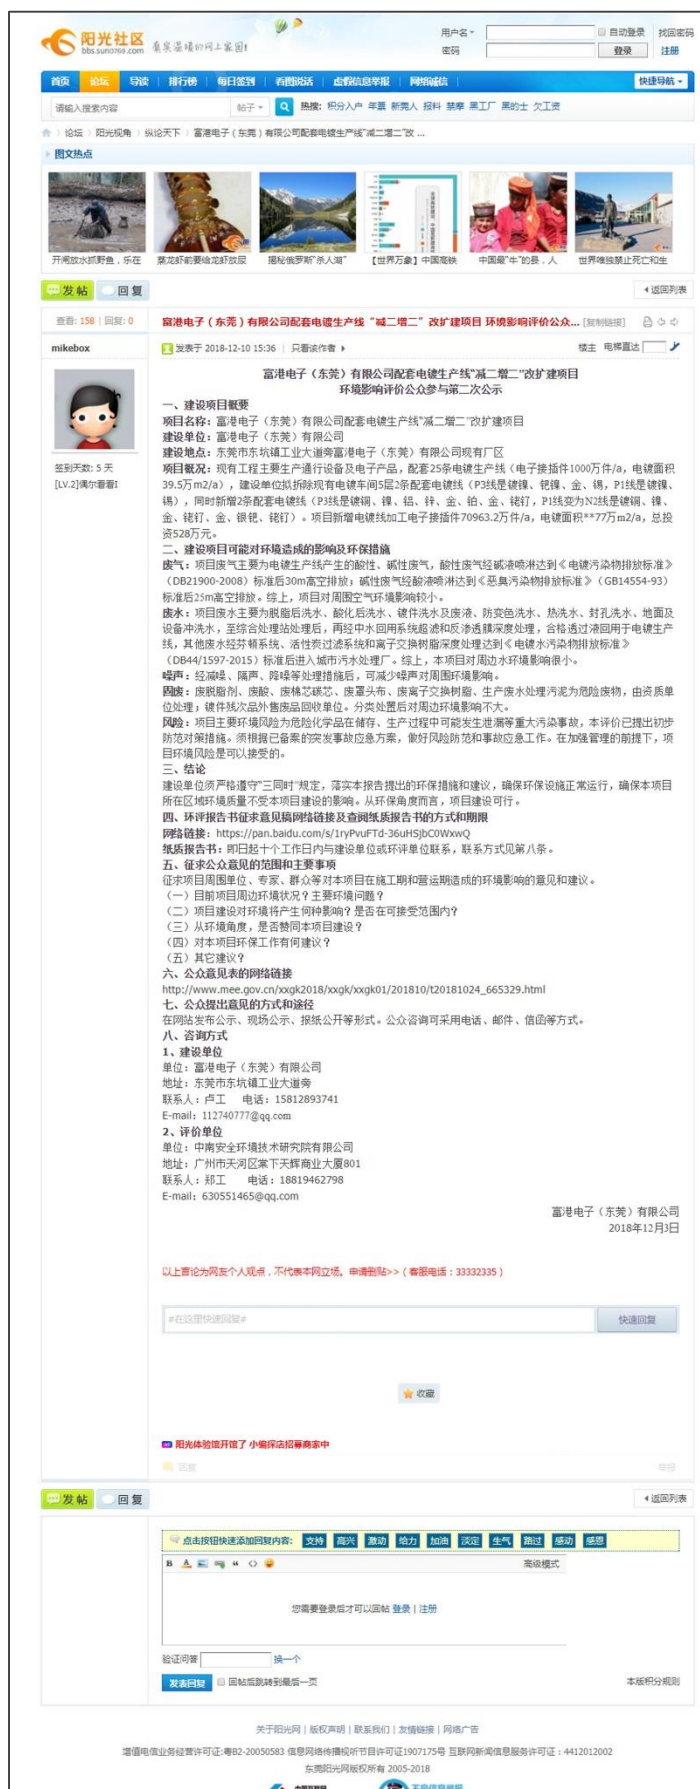 阳光社区
bbs.sun0769.com
真实温暖的网上家园!
用户名
自动登录 找回密码
密码
登录 注册
首页 论坛 导读 排行榜 每日签到 看图说话 虚假信息举报 网络诚信 快捷导航
请输入搜索内容 帖子 热搜: 积分入户 年票 新莞人 报料 禁摩 黑工厂 黑的士 欠工资
论坛 › 阳光视角 › 纵论天下 › 富港电子(东莞)有限公司配套电镀生产线"减二增二"改 ...
图文热点
开闸放水抓野鱼,乐在 蒸龙虾前要给龙虾放尿 揭秘俄罗斯"杀人湖" 【世界万象】中国高铁 中国最"牛"的县,人 世界唯独禁止死亡和生
发帖 回复 返回列表
查看: 158 | 回复: 0 富港电子(东莞)有限公司配套电镀生产线“减二增二”改扩建项目 环境影响评价公众... [复制链接]
mikebox
发表于 2018-12-10 15:36 | 只看该作者
楼主 电梯直达
签到天数: 5 天
[LV.2]偶尔看看I
富港电子(东莞)有限公司配套电镀生产线"减二增二"改扩建项目
环境影响评价公众参与第二次公示
一、建设项目概要
项目名称:富港电子(东莞)有限公司配套电镀生产线"减二增二"改扩建项目
建设单位:富港电子(东莞)有限公司
建设地点:东莞市东坑镇工业大道旁富港电子(东莞)有限公司现有厂区
项目概况:现有工程主要生产通行设备及电子产品,配套25条电镀生产线(电子接插件1000万件/a,电镀面积
39.5万m2/a),建设单位拟拆除现有电镀车间5层2条配套电镀线(P3线是镀镍、钯镍、金、锡,P1线是镀镍、
锡),同时新增2条配套电镀线(P3线是镀铜、镍、铝、锌、金、铂、金、铑钌,P1线变为N2线是镀铜、镍、
金、铑钌、金、银钯、铑钌)。项目新增电镀线加工电子接插件70963.2万件/a,电镀面积**77万m2/a,总投
资528万元。
二、建设项目可能对环境造成的影响及环保措施
废气:项目废气主要为电镀生产线产生的酸性、碱性废气,酸性废气经碱液喷淋达到《电镀污染物排放标准》
(DB21900-2008)标准后30m高空排放;碱性废气经酸液喷淋达到《恶臭污染物排放标准》(GB14554-93)
标准后25m高空排放。综上,项目对周围空气环境影响较小。
废水:项目废水主要为脱脂后洗水、酸化后洗水、镀件洗水及废液、防变色洗水、热洗水、封孔洗水、地面及
设备冲洗水,至综合处理站处理后,再经中水回用系统超滤和反渗透膜深度处理,合格透过液回用于电镀生产
线,其他废水经芬顿系统、活性炭过滤系统和离子交换树脂深度处理达到《电镀水污染物排放标准》
(DB44/1597-2015)标准后进入城市污水处理厂。综上,本项目对周边水环境影响很小。
噪声:经减噪、隔声、降噪等处理措施后,可减少噪声对周围环境影响。
固废:废脱脂剂、废酸、废棉芯碳芯、废罩头布、废离子交换树脂、生产废水处理污泥为危险废物,由资质单
位处理;镀件残次品外售废品回收单位。分类处置后对周边环境影响不大。
风险:项目主要环境风险为危险化学品在储存、生产过程中可能发生泄漏等重大污染事故,本评价已提出初步
防范对策措施。须根据已备案的突发事故应急方案,做好风险防范和事故应急工作。在加强管理的前提下,项
目环境风险是可以接受的。
三、结论
建设单位须严格遵守"三同时"规定,落实本报告提出的环保措施和建议,确保环保设施正常运行,确保本项目
所在区域环境质量不受本项目建设的影响。从环保角度而言,项目建设可行。
四、环评报告书征求意见稿网络链接及查阅纸质报告书的方式和期限
网络链接:https://pan.baidu.com/s/1ryPvuFTd-36uHSJbC0WxwQ
纸质报告书:即日起十个工作日内与建设单位或环评单位联系,联系方式见第八条。
五、征求公众意见的范围和主要事项
征求项目周围单位、专家、群众等对本项目在施工期和营运期造成的环境影响的意见和建议。
(一)目前项目周边环境状况?主要环境问题?
(二)项目建设对环境将产生何种影响?是否在可接受范围内?
(三)从环境角度,是否赞同本项目建设?
(四)对本项目环保工作有何建议?
(五)其它建议?
六、公众意见表的网络链接
http://www.mee.gov.cn/xxgk2018/xxgk/xxgk01/201810/t20181024_665329.html
七、公众提出意见的方式和途径
在网站发布公示、现场公示、报纸公开等形式。公众咨询可采用电话、邮件、信函等方式。
八、咨询方式
1、建设单位
单位:富港电子(东莞)有限公司
地址:东莞市东坑镇工业大道旁
联系人:卢工 电话:15812893741
E-mail:112740777@qq.com
2、评价单位
单位:中南安全环境技术研究院有限公司
地址:广州市天河区棠下天辉商业大厦801
联系人:郑工 电话:18819462798
E-mail:630551465@qq.com
富港电子(东莞)有限公司
2018年12月3日
以上言论为网友个人观点,不代表本网立场。申请删贴>>(客服电话:33332335)
#在这里快速回复# 快速回复
收藏
阳光体验馆开馆了 小编探店招募商家中
回复 举报
发帖 回复 返回列表
点击按钮快速添加回复内容: 支持 高兴 激动 给力 加油 淡定 生气 路过 感动 感恩
B A 高级模式
您需要登录后才可以回帖 登录 | 注册
验证问答 换一个
发表回复 回帖后跳转到最后一页 本版积分规则
关于阳光网 | 版权声明 | 联系我们 | 友情链接 | 网络广告
增值电信业务经营许可证:粤B2-20050583 信息网络传播视听节目许可证1907175号 互联网新闻信息服务许可证:4412012002
东莞阳光网版权所有 2005-2018